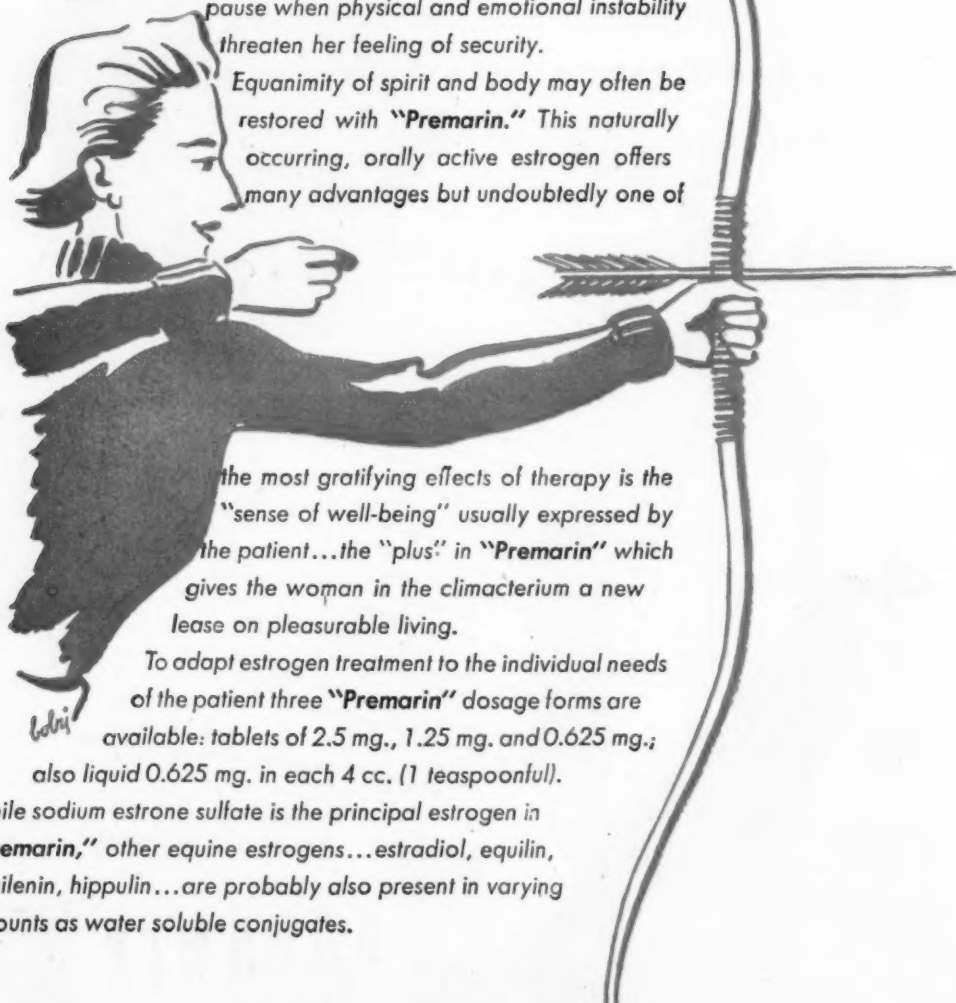 pause when physical and emotional instability
threaten her feeling of security.
Equanimity of spirit and body may often be
restored with "Premarin." This naturally
occurring, orally active estrogen offers
many advantages but undoubtedly one of
the most gratifying effects of therapy is the
"sense of well-being" usually expressed by
the patient...the "plus" in "Premarin" which
gives the woman in the climacterium a new
lease on pleasurable living.
To adapt estrogen treatment to the individual needs
of the patient three "Premarin" dosage forms are
bobri
available: tablets of 2.5 mg., 1.25 mg. and 0.625 mg.;
also liquid 0.625 mg. in each 4 cc. (1 teaspoonful).
ile sodium estrone sulfate is the principal estrogen in
emarin," other equine estrogens...estradiol, equilin,
ilenin, hippulin...are probably also present in varying
ounts as water soluble conjugates.